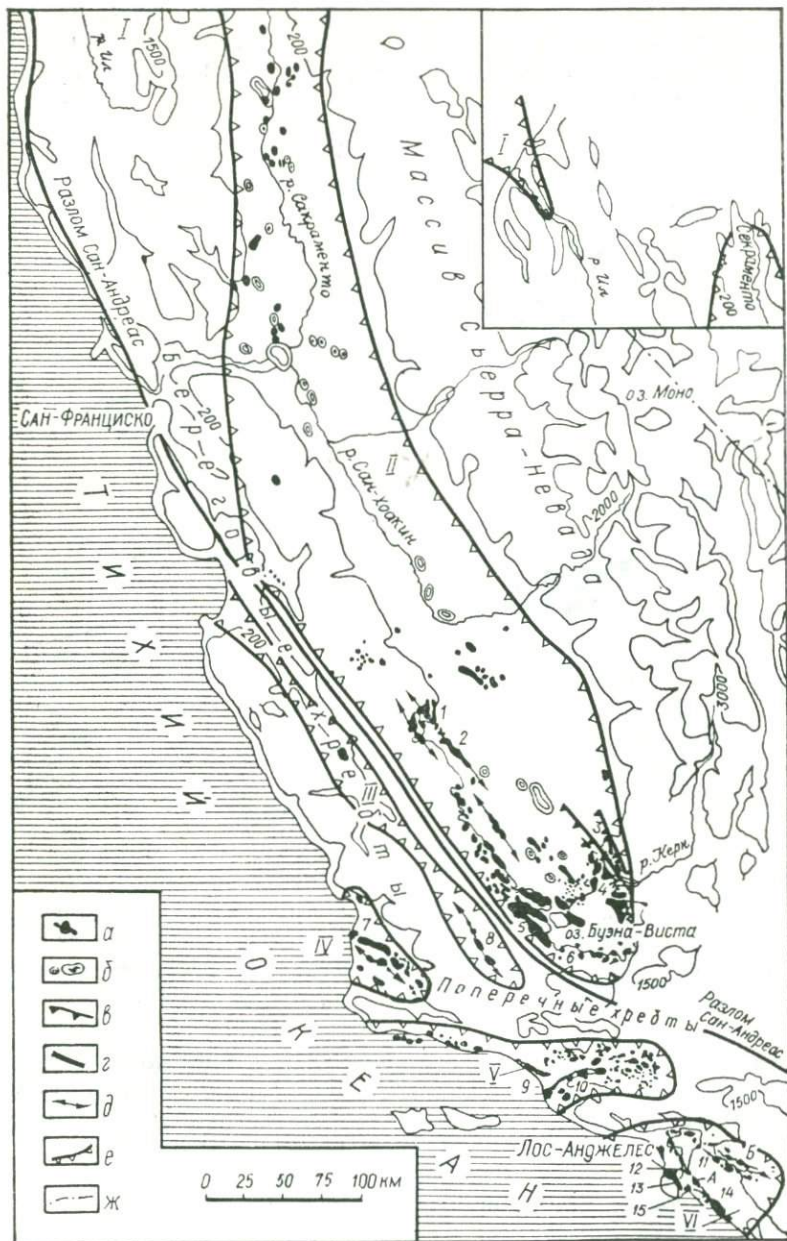 I
1500
р. Ил
200
Разлом Сан-Андреас
р. Сакраменто
Массив Сьерра-Невада
I
р. Ил
Сакраменто
200
оз. Моно
САН-ФРАНЦИСКО
Б-е-р-е-г-о-в-ы-е х-р-е-б-т-ы
200
II
р. Сан-Хоакин
2000
3000
200
1
2
III
3
4
р. Керн
5
оз. Буэна-Виста
6
7
8
IV
1500
Поперечные хребты
Разлом Сан-Андреас
V
9
10
1500
ЛОС-АНДЖЕЛЕС
11
Б
12
А
13
14
15
VI
ТИХИЙ ОКЕАН
а
б
в
г
д
е
ж
0 25 50 75 100 км